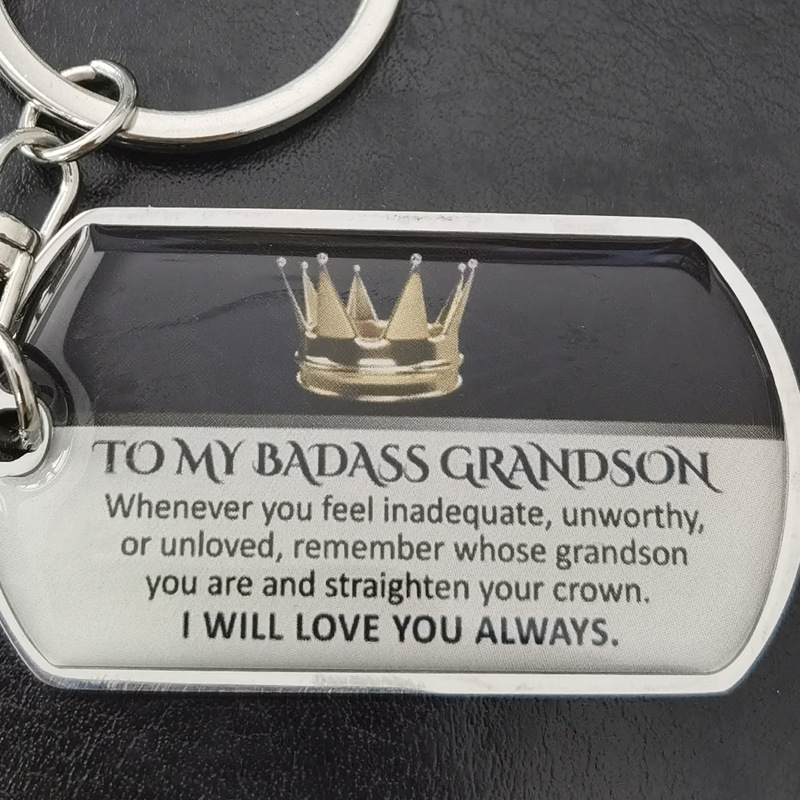 TO MY BADASS GRANDSON
Whenever you feel inadequate, unworthy,
or unloved, remember whose grandson
you are and straighten your crown.
I WILL LOVE YOU ALWAYS.